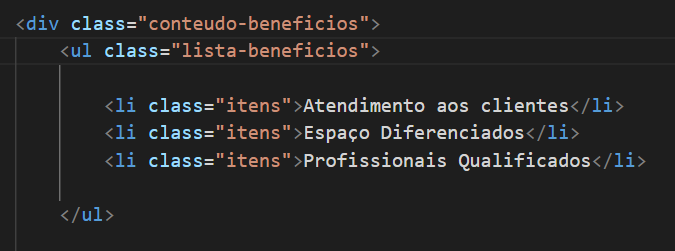 <div class="conteudo-beneficios">
<ul class="lista-beneficios">
<li class="itens">Atendimento aos clientes</li>
<li class="itens">Espaço Diferenciados</li>
<li class="itens">Profissionais Qualificados</li>
</ul>